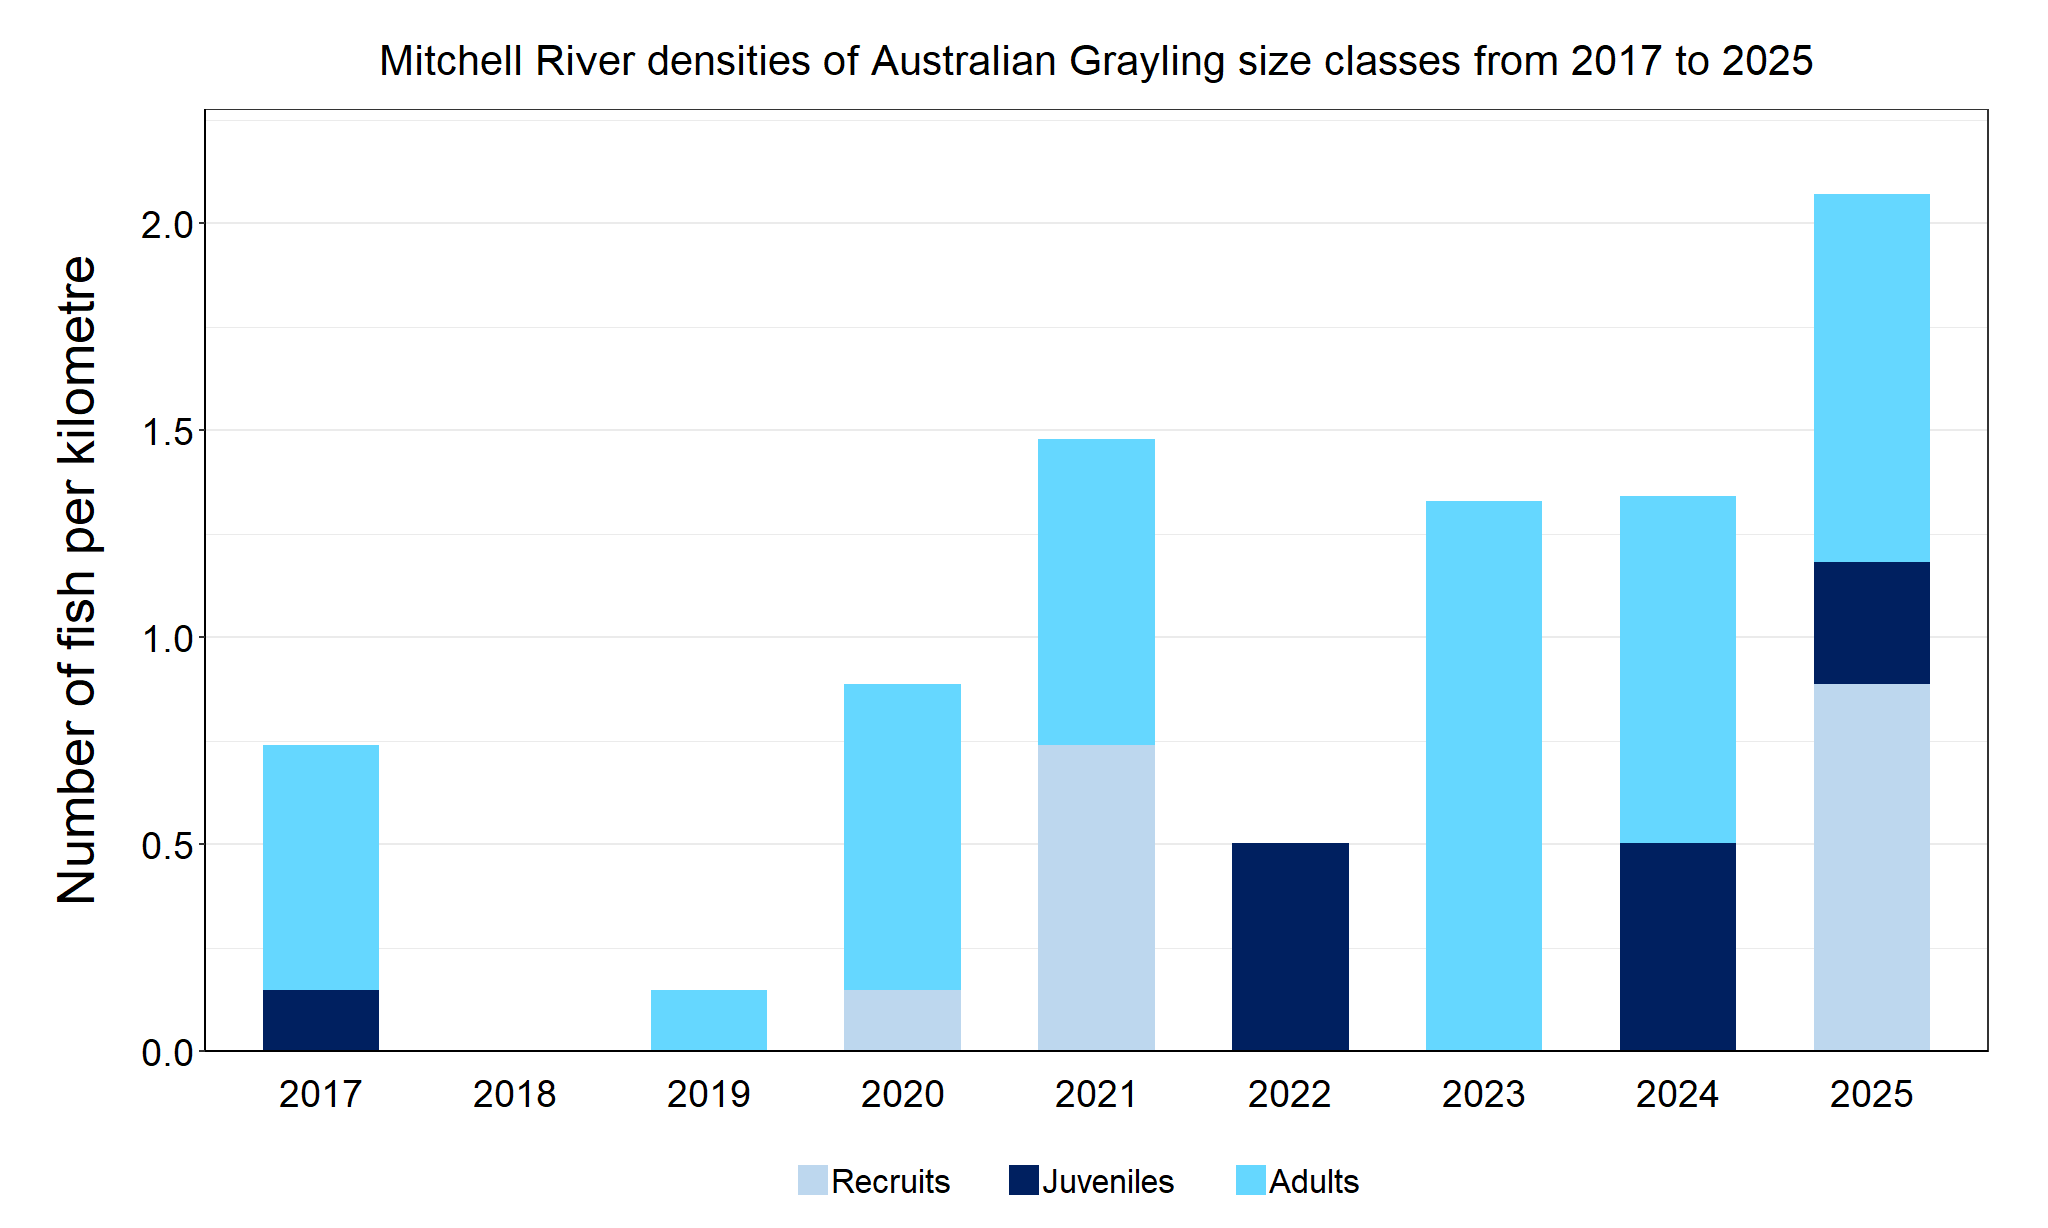 Mitchell River densities of Australian Grayling size classes from 2017 to 2025
Number of fish per kilometre
2.0
1.5
1.0
0.5
0.0
2017 2018 2019 2020 2021 2022 2023 2024 2025
Recruits Juveniles Adults